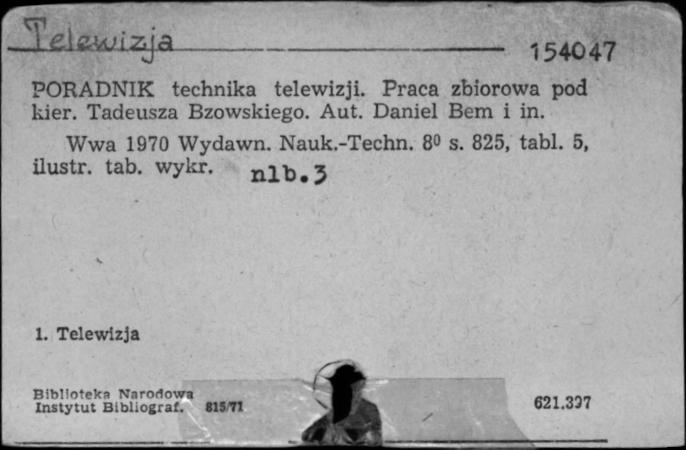 Telewizja
154047
PORADNIK technika telewizji. Praca zbiorowa pod
kier. Tadeusza Bzowskiego. Aut. Daniel Bem i in.
Wwa 1970 Wydawn. Nauk.-Techn. 8⁰ s. 825, tabl. 5,
ilustr. tab. wykr. nlb.3
1. Telewizja
Biblioteka Narodowa
Instytut Bibliograf. 815/71
621.397